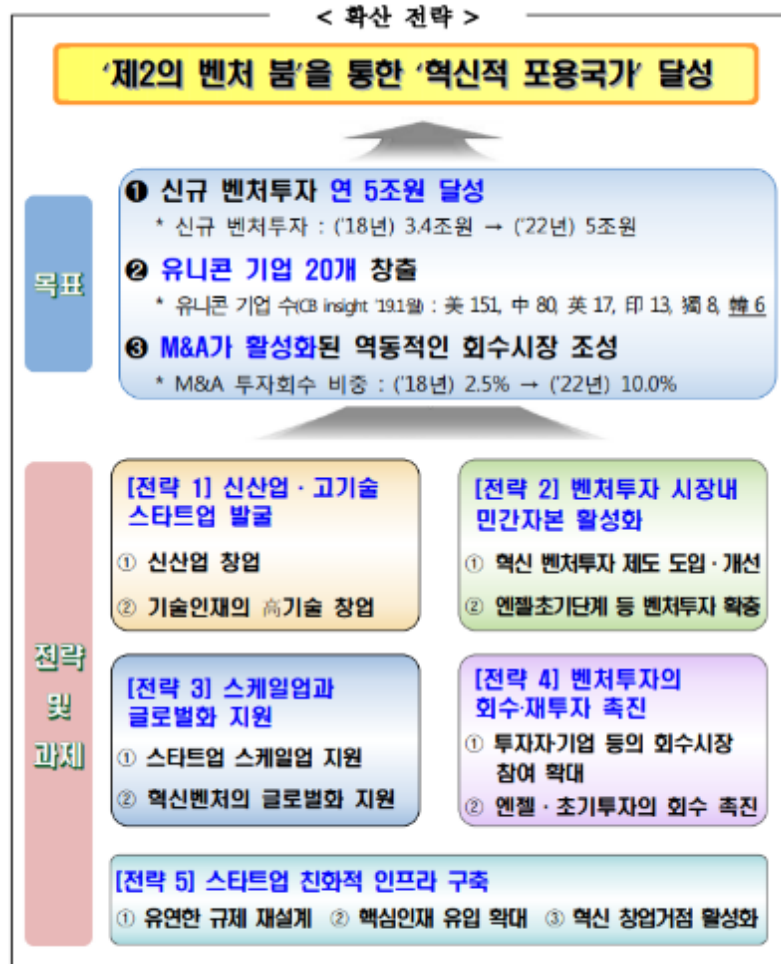 < 확산 전략 >
'제2의 벤처 붐'을 통한 '혁신적 포용국가' 달성
목표
❶ 신규 벤처투자 연 5조원 달성
* 신규 벤처투자 : ('18년) 3.4조원 → ('22년) 5조원
❷ 유니콘 기업 20개 창출
* 유니콘 기업 수(CB insight '19.1월) : 美 151, 中 80, 英 17, 印 13, 獨 8, 韓 6
❸ M&A가 활성화된 역동적인 회수시장 조성
* M&A 투자회수 비중 : ('18년) 2.5% → ('22년) 10.0%
전략
및
과제
[전략 1] 신산업 · 고기술
스타트업 발굴
① 신산업 창업
② 기술인재의 高기술 창업
[전략 2] 벤처투자 시장내
민간자본 활성화
① 혁신 벤처투자 제도 도입·개선
② 엔젤·초기단계 등 벤처투자 확충
[전략 3] 스케일업과
글로벌화 지원
① 스타트업 스케일업 지원
② 혁신벤처의 글로벌화 지원
[전략 4] 벤처투자의
회수·재투자 촉진
① 투자자·기업 등의 회수시장
참여 확대
② 엔젤 · 초기투자의 회수 촉진
[전략 5] 스타트업 친화적 인프라 구축
① 유연한 규제 재설계 ② 핵심인재 유입 확대 ③ 혁신 창업거점 활성화